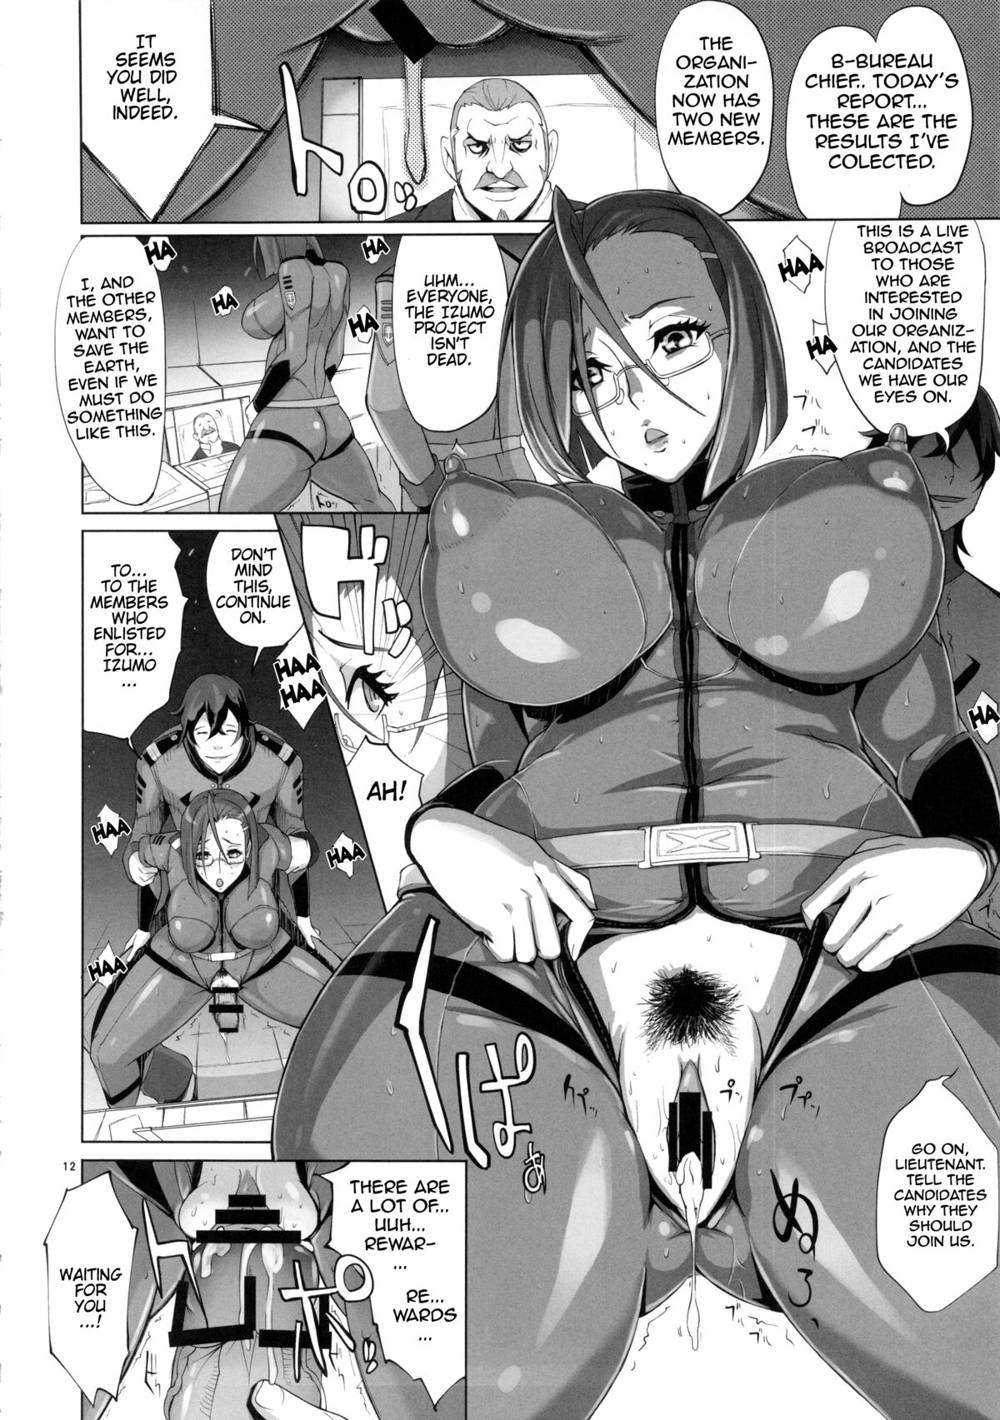 B-BUREAU
CHIEF.. TODAY'S
REPORT...
THESE ARE THE
RESULTS I'VE
COLECTED.
THE
ORGANI-
ZATION
NOW HAS
TWO NEW
MEMBERS.
IT
SEEMS
YOU DID
WELL,
INDEED.
THIS IS A LIVE
BROADCAST
TO THOSE
WHO ARE
INTERESTED
IN JOINING
OUR ORGANIZ-
ATION, AND THE
CANDIDATES
WE HAVE OUR
EYES ON.
HAA
HA
HA
UHM...
EVERYONE,
THE IZUMO
PROJECT
ISN'T
DEAD.
HA
HA
HA
HA
I, AND
THE OTHER
MEMBERS,
WANT TO
SAVE THE
EARTH,
EVEN IF WE
MUST DO
SOMETHING
LIKE THIS.
DON'T
MIND
THIS,
CONTINUE
ON.
TO...
TO THE
MEMBERS
WHO
ENLISTED
FOR...
IZUMO
...
HAA
HAA
AH!
HAA
HAA
HAA
GO ON,
LIEUTENANT.
TELL THE
CANDIDATES
WHY THEY
SHOULD
JOIN US.
12
THERE ARE
A LOT OF...
UUH...
REWAR-
...
RE...
WARDS
...
WAITING
FOR
YOU
...!